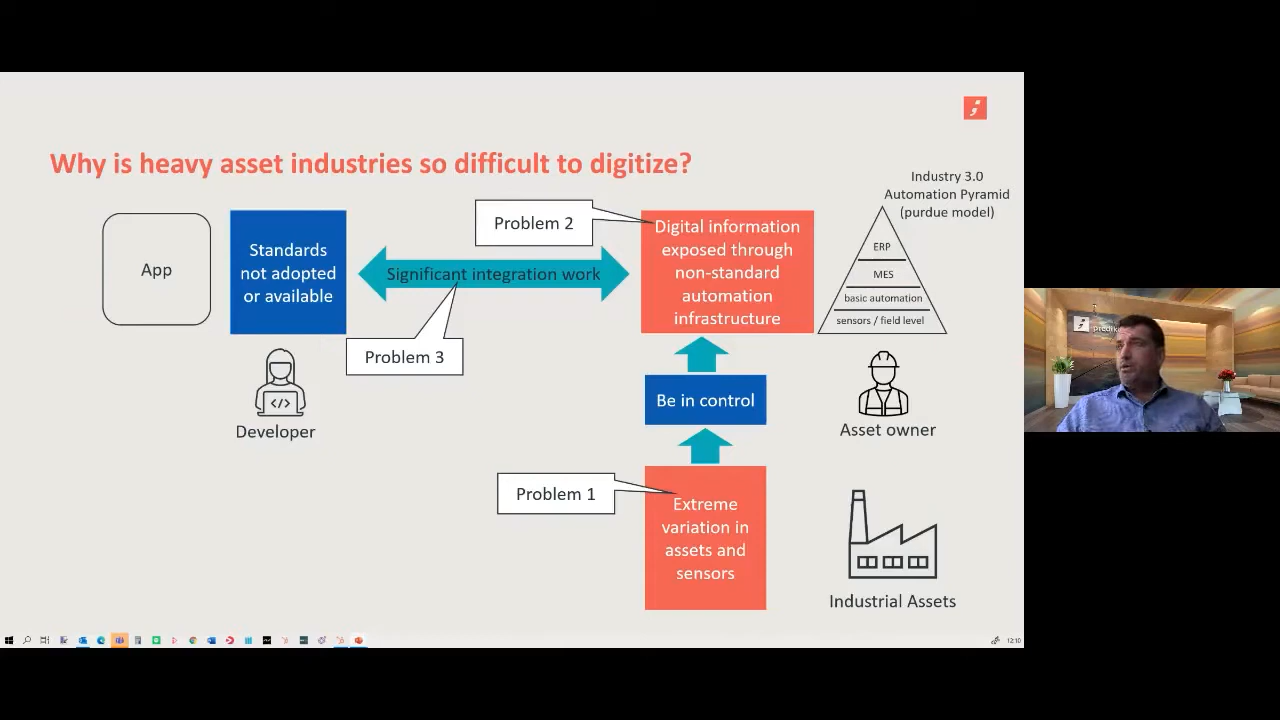 Why is heavy asset industries so difficult to digitize?
Industry 3.0
Automation Pyramid
(purdue model)
App
Standards
not adopted
or available
Significant integration work
Problem 2
Digital information
exposed through
non-standard
automation
infrastructure
ERP
MES
basic automation
sensors / field level
Problem 3
Developer
Be in control
Asset owner
Problem 1
Extreme
variation in
assets and
sensors
Industrial Assets
12:10